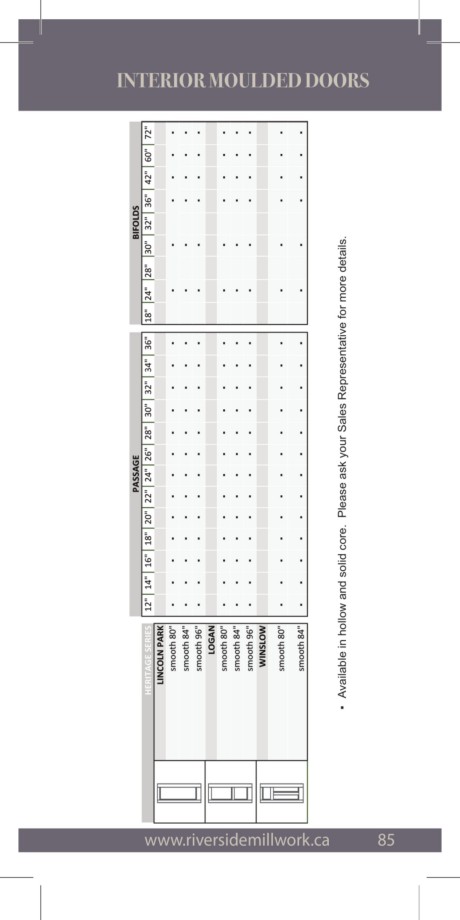 INTERIOR MOULDED DOORS
HERITAGE SERIES
PASSAGE
BIFOLDS
12" 14" 16" 18" 20" 22" 24" 26" 28" 30" 32" 34" 36"
18" 24" 28" 30" 32" 36" 42" 60" 72"
LINCOLN PARK
smooth 80" • • • • • • • • • • • • • • • • • • •
smooth 84" • • • • • • • • • • • • • • • • • • •
smooth 96" • • • • • • • • • • • • • • • • • • •
LOGAN
smooth 80" • • • • • • • • • • • • • • • • • • •
smooth 84" • • • • • • • • • • • • • • • • • • •
smooth 96" • • • • • • • • • • • • • • • • • • •
WINSLOW
smooth 80" • • • • • • • • • • • • • • • • • • •
smooth 84" • • • • • • • • • • • • • • • • • • •
• Available in hollow and solid core. Please ask your Sales Representative for more details.
www.riversidemillwork.ca 85